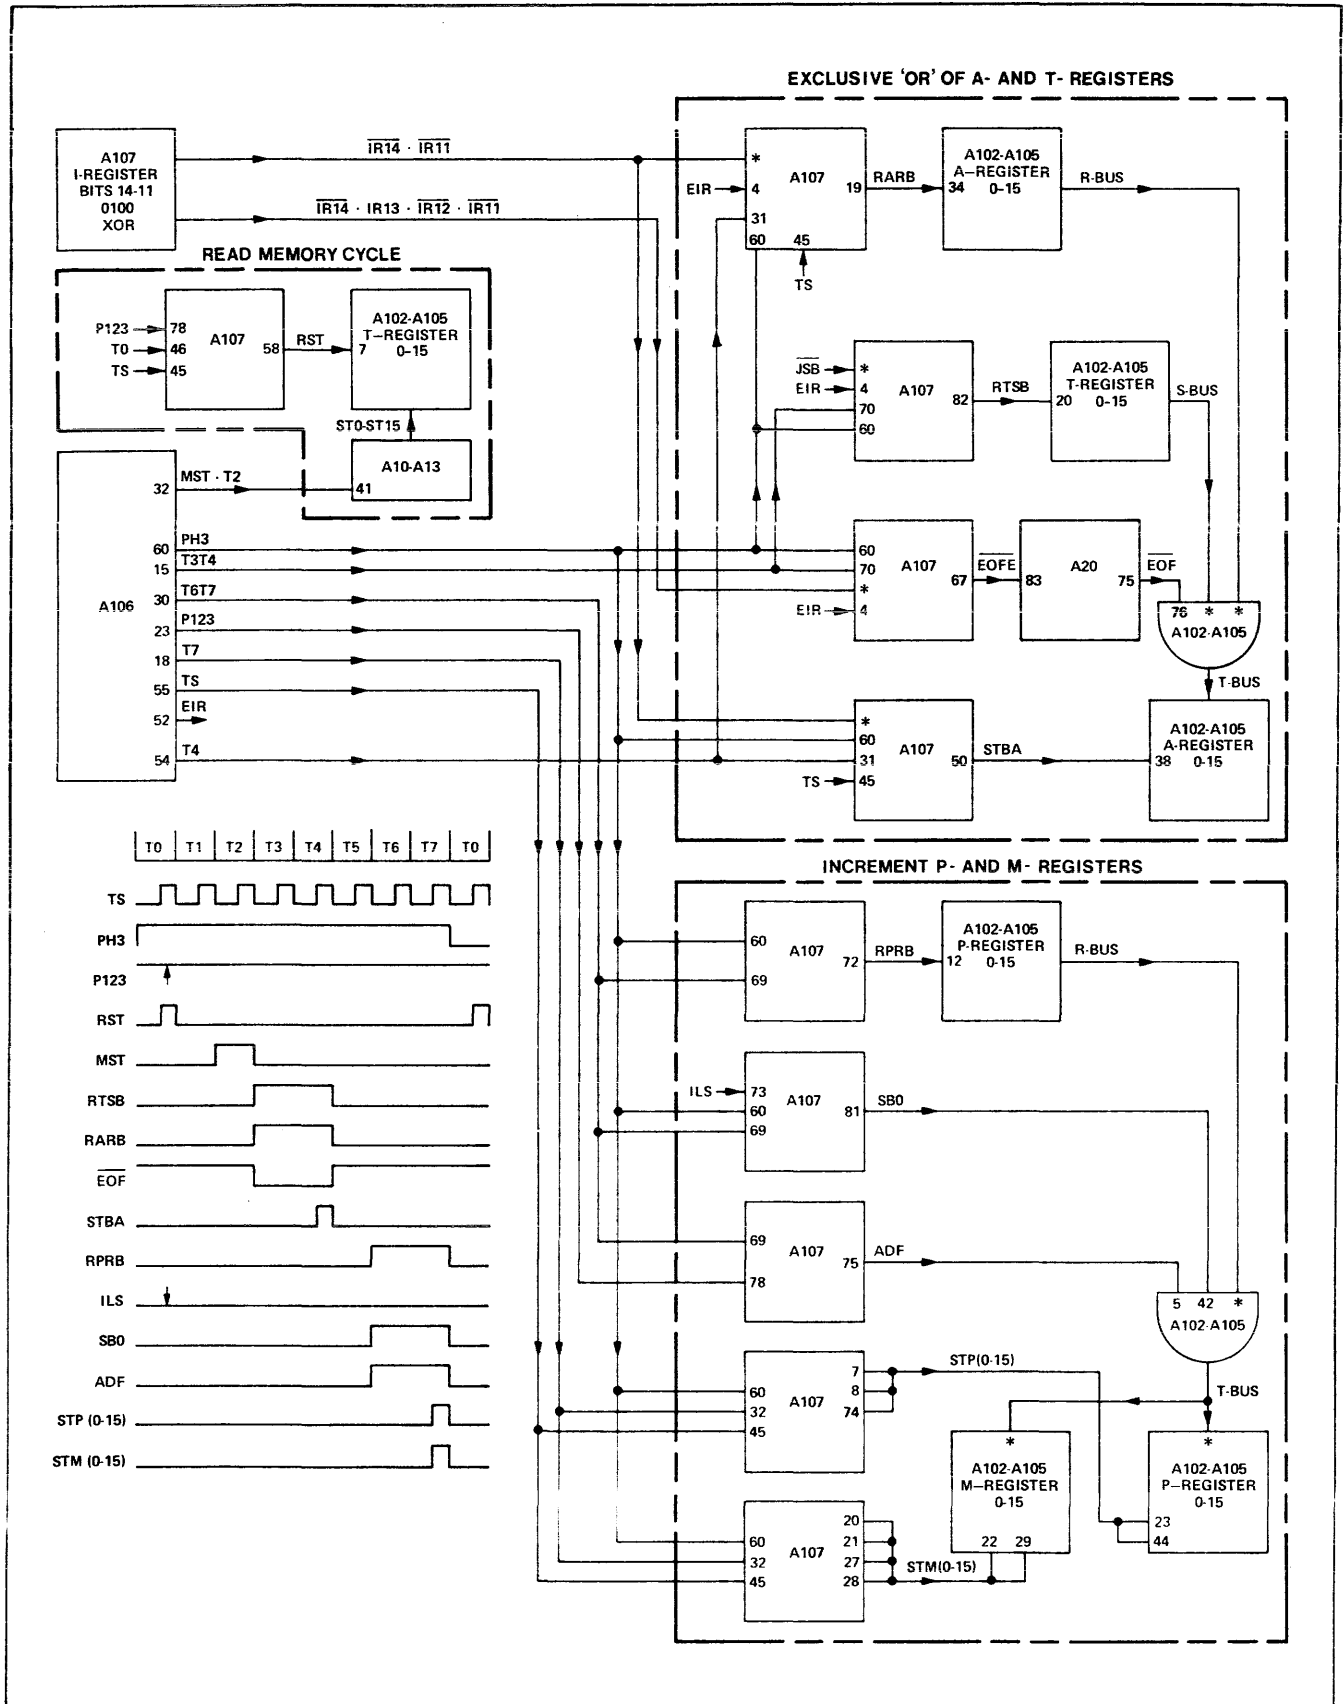 EXCLUSIVE 'OR' OF A- AND T- REGISTERS
A107
I-REGISTER
BITS 14-11
0100
XOR
I̅R̅1̅4̅ · I̅R̅1̅1̅
I̅R̅1̅4̅ · IR13 · I̅R̅1̅2̅ · I̅R̅1̅1̅
*
EIR 4
31
60 45
A107
19
TS
RARB
34
A102-A105
A–REGISTER
0-15
R-BUS
READ MEMORY CYCLE
P123 78
T0 46
TS 45
A107
58
RST
7
A102-A105
T–REGISTER
0-15
ST0-ST15
A10-A13
41
J̅S̅B̅ *
EIR 4
70
60
A107
82
RTSB
20
A102-A105
T-REGISTER
0-15
S-BUS
A106
32 MST · T2
60 PH3
15 T3T4
30 T6T7
23 P123
18 T7
55 TS
52 EIR
54 T4
60
70
*
EIR 4
A107
67
E̅O̅F̅E̅
83
A20
75
E̅O̅F̅
76 * *
A102-A105
T-BUS
*
60
31
TS 45
A107
50
STBA
38
A102-A105
A-REGISTER
0-15
T0 T1 T2 T3 T4 T5 T6 T7 T0
TS
PH3
P123
RST
MST
RTSB
RARB
E̅O̅F̅
STBA
RPRB
ILS
SB0
ADF
STP (0-15)
STM (0-15)
INCREMENT P- AND M- REGISTERS
60
69
A107
72
RPRB
12
A102-A105
P-REGISTER
0-15
R-BUS
ILS 73
60
69
A107
81
SB0
69
78
A107
75
ADF
5 42 *
A102-A105
T-BUS
60
32
45
A107
7
8
74
STP(0-15)
*
A102-A105
M–REGISTER
0-15
22 29
*
A102-A105
P–REGISTER
0-15
23
44
60
32
45
A107
20
21
27
28
STM(0-15)